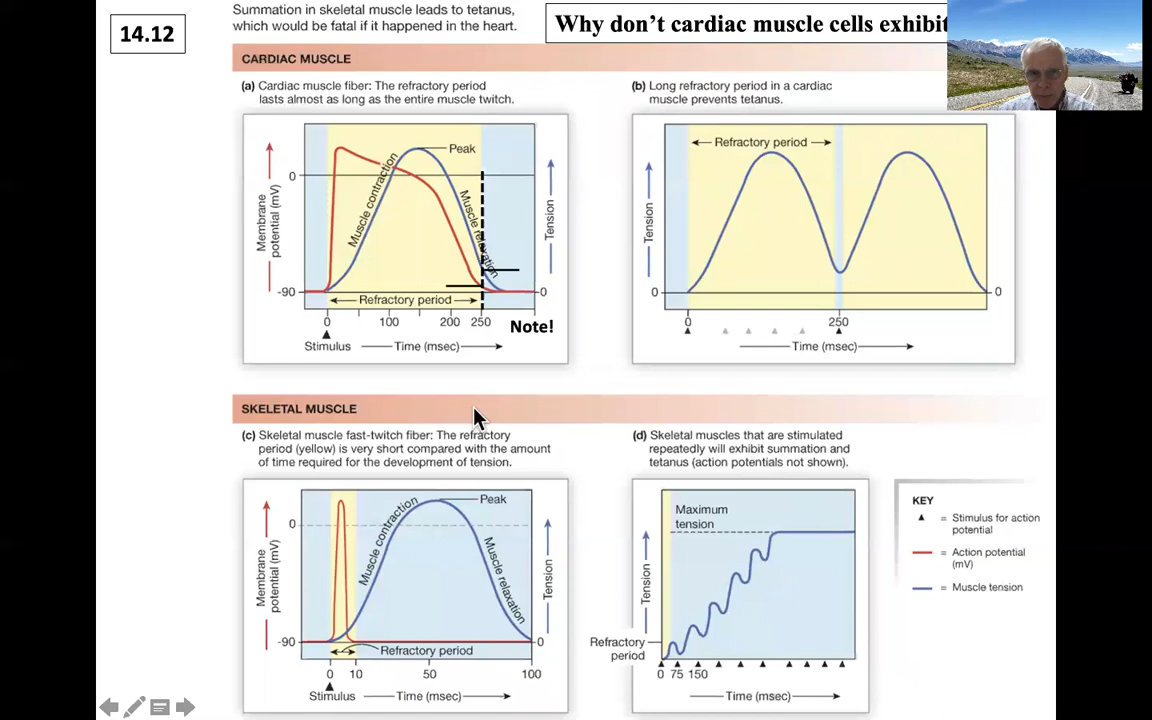 14.12
Summation in skeletal muscle leads to tetanus,
which would be fatal if it happened in the heart.
Why don’t cardiac muscle cells exhibit
CARDIAC MUSCLE
(a) Cardiac muscle fiber: The refractory period
lasts almost as long as the entire muscle twitch.
Membrane
potential (mV)
0
-90
Muscle contraction
Peak
Muscle relaxation
Tension
0
Refractory period
0
100
200
250
Note!
Stimulus
Time (msec)
(b) Long refractory period in a cardiac
muscle prevents tetanus.
Refractory period
Tension
0
0
0
250
Time (msec)
SKELETAL MUSCLE
(c) Skeletal muscle fast-twitch fiber: The refractory
period (yellow) is very short compared with the amount
of time required for the development of tension.
Membrane
potential (mV)
0
-90
Muscle contraction
Peak
Muscle relaxation
Tension
0
Refractory period
0
10
50
100
Stimulus
Time (msec)
(d) Skeletal muscles that are stimulated
repeatedly will exhibit summation and
tetanus (action potentials not shown).
Maximum
tension
Tension
Refractory
period
0 75 150
Time (msec)
KEY
= Stimulus for action
potential
= Action potential
(mV)
= Muscle tension